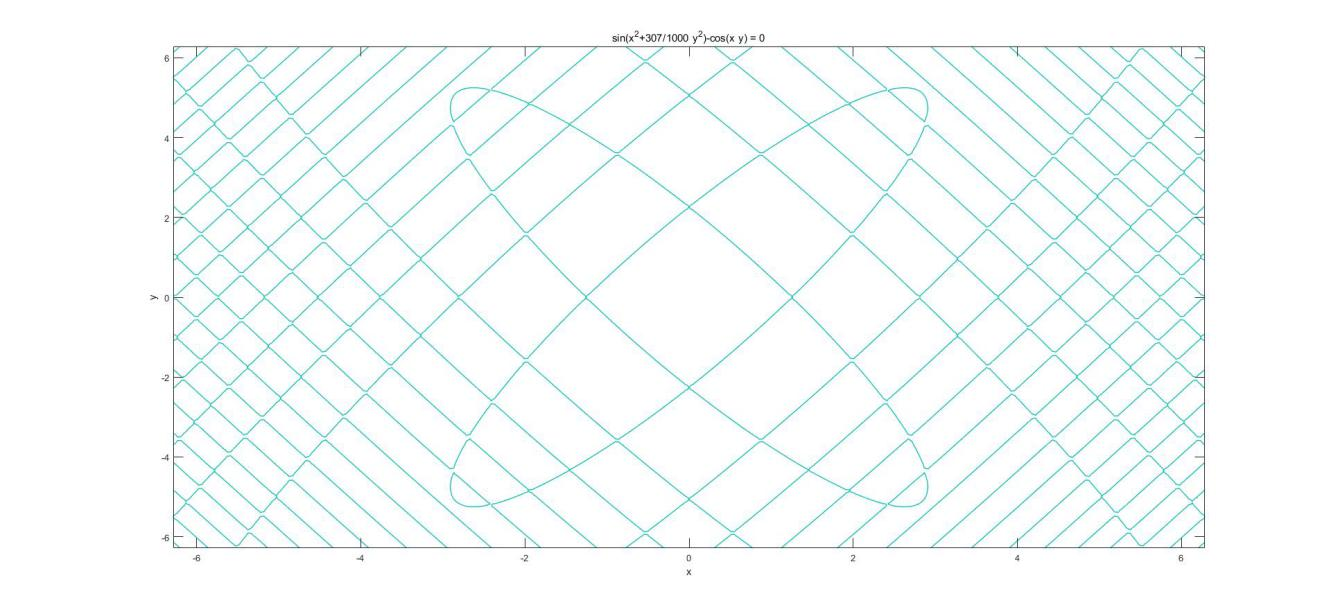 sin(x²+307/1000 y²)-cos(x y) = 0
6
4
2
y 0
-2
-4
-6
-6 -4 -2 0 2 4 6
x